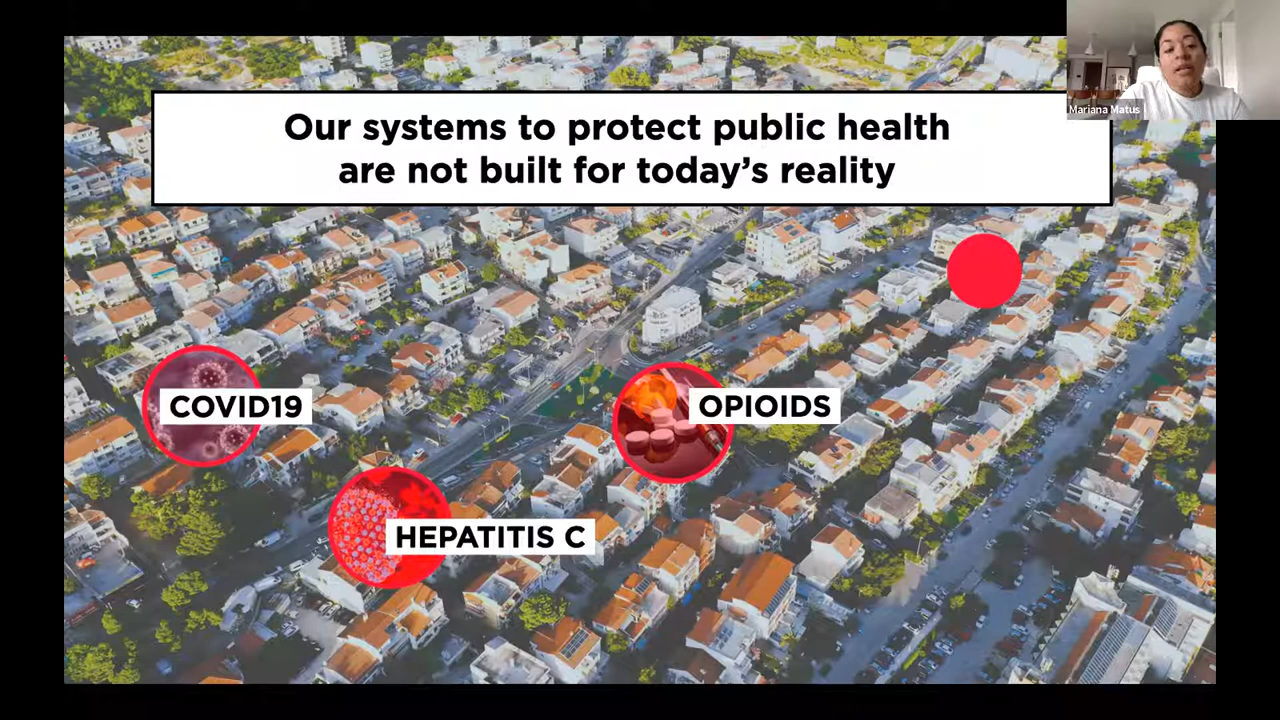 Our systems to protect public health
are not built for today's reality
Mariana Matus
COVID19
OPIOIDS
HEPATITIS C